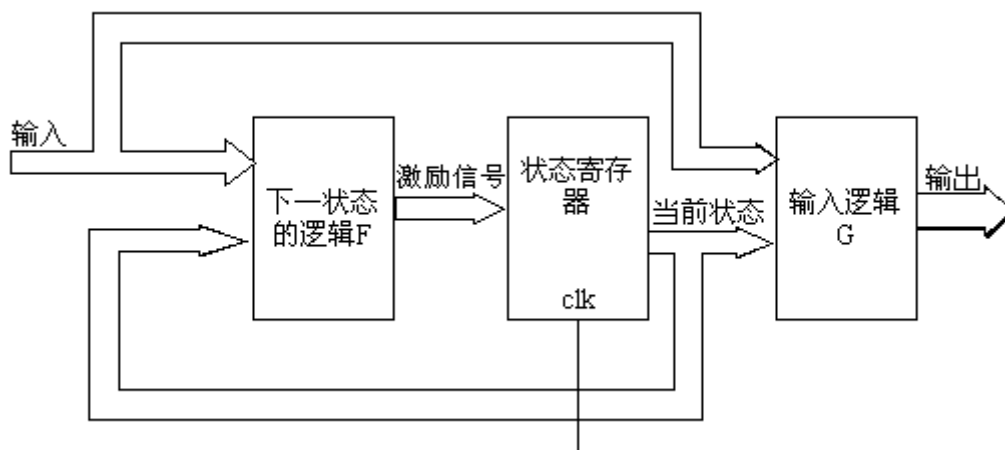 输入
下一状态
的逻辑F
激励信号
状态寄存
器
clk
当前状态
输入逻辑
G
输出